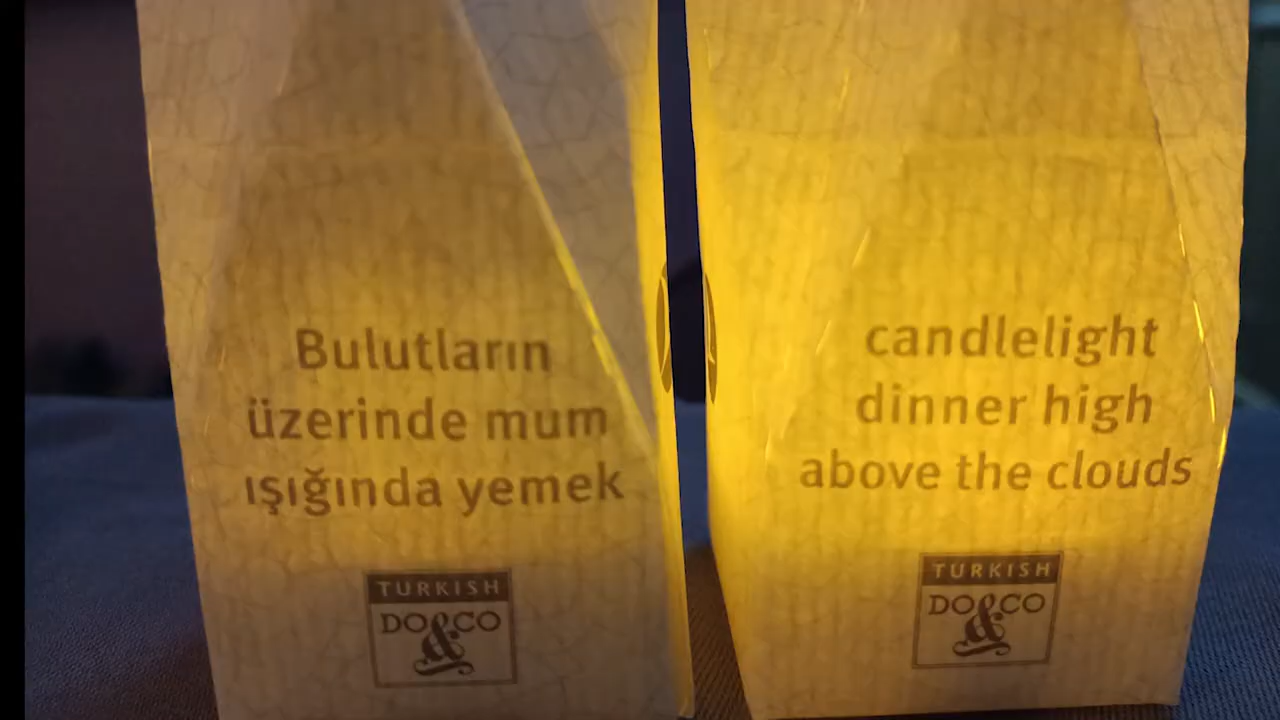 Bulutların
üzerinde mum
ışığında yemek
TURKISH
DO&CO
candlelight
dinner high
above the clouds
TURKISH
DO&CO